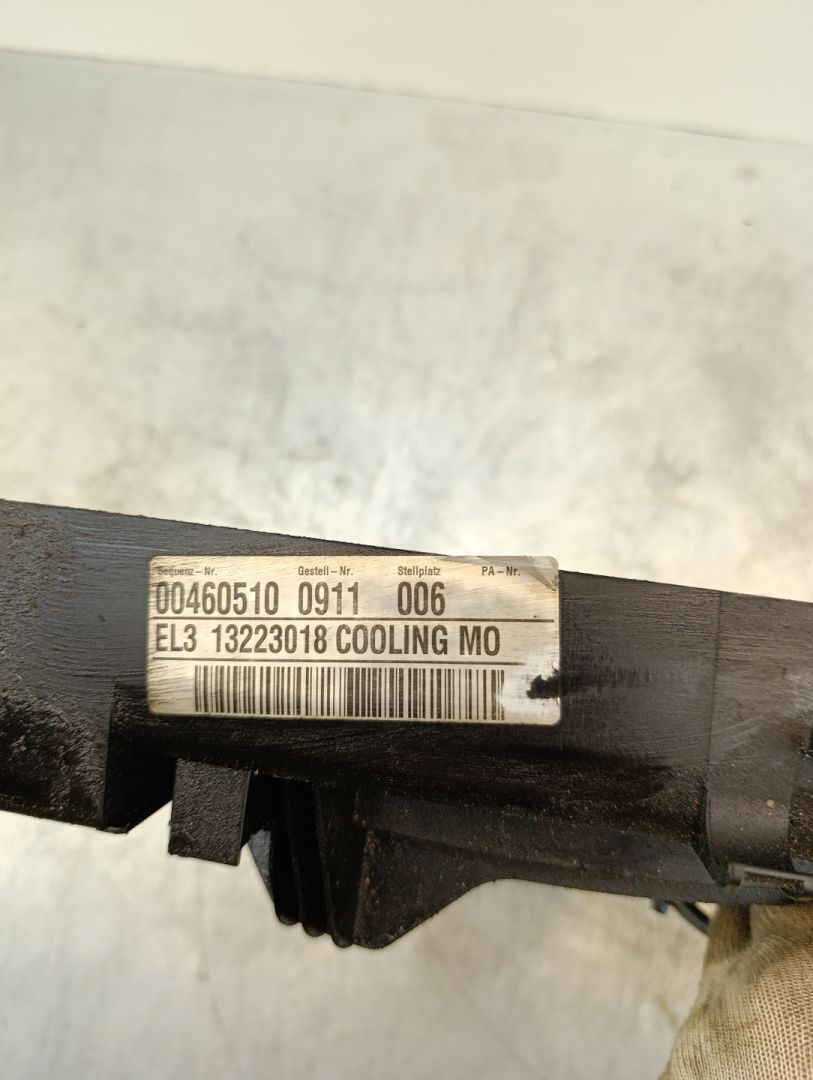 Sequenz-Nr. Gestell-Nr. Stellplatz PA-Nr.
00460510 0911 006
EL3 13223018 COOLING MO